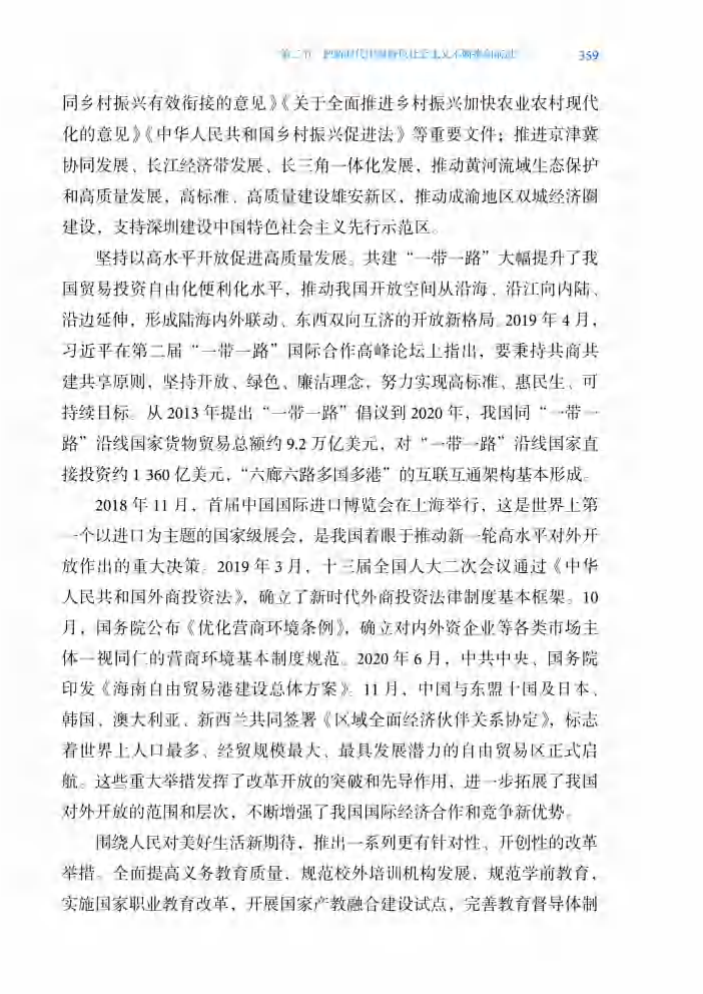 第二节 把新时代中国特色社会主义不断推向前进 359
同乡村振兴有效衔接的意见》《关于全面推进乡村振兴加快农业农村现代
化的意见》《中华人民共和国乡村振兴促进法》等重要文件；推进京津冀
协同发展、长江经济带发展、长三角一体化发展，推动黄河流域生态保护
和高质量发展，高标准、高质量建设雄安新区，推动成渝地区双城经济圈
建设，支持深圳建设中国特色社会主义先行示范区。
坚持以高水平开放促进高质量发展。共建“一带一路”大幅提升了我
国贸易投资自由化便利化水平，推动我国开放空间从沿海、沿江向内陆、
沿边延伸，形成陆海内外联动、东西双向互济的开放新格局。2019 年 4 月，
习近平在第二届“一带一路”国际合作高峰论坛上指出，要秉持共商共
建共享原则，坚持开放、绿色、廉洁理念，努力实现高标准、惠民生、可
持续目标。从 2013 年提出“一带一路”倡议到 2020 年，我国同“一带一
路”沿线国家货物贸易总额约 9.2 万亿美元，对“一带一路”沿线国家直
接投资约 1 360 亿美元，“六廊六路多国多港”的互联互通架构基本形成。
2018 年 11 月，首届中国国际进口博览会在上海举行，这是世界上第
一个以进口为主题的国家级展会，是我国着眼于推动新一轮高水平对外开
放作出的重大决策。2019 年 3 月，十三届全国人大二次会议通过《中华
人民共和国外商投资法》，确立了新时代外商投资法律制度基本框架。10
月，国务院公布《优化营商环境条例》，确立对内外资企业等各类市场主
体一视同仁的营商环境基本制度规范。2020 年 6 月，中共中央、国务院
印发《海南自由贸易港建设总体方案》。11 月，中国与东盟十国及日本、
韩国、澳大利亚、新西兰共同签署《区域全面经济伙伴关系协定》，标志
着世界上人口最多、经贸规模最大、最具发展潜力的自由贸易区正式启
航。这些重大举措发挥了改革开放的突破和先导作用，进一步拓展了我国
对外开放的范围和层次，不断增强了我国国际经济合作和竞争新优势。
围绕人民对美好生活新期待，推出一系列更有针对性、开创性的改革
举措。全面提高义务教育质量，规范校外培训机构发展，规范学前教育，
实施国家职业教育改革，开展国家产教融合建设试点，完善教育督导体制